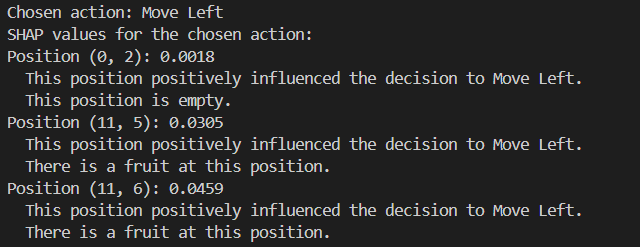 Chosen action: Move Left
SHAP values for the chosen action:
Position (0, 2): 0.0018
  This position positively influenced the decision to Move Left.
  This position is empty.
Position (11, 5): 0.0305
  This position positively influenced the decision to Move Left.
  There is a fruit at this position.
Position (11, 6): 0.0459
  This position positively influenced the decision to Move Left.
  There is a fruit at this position.